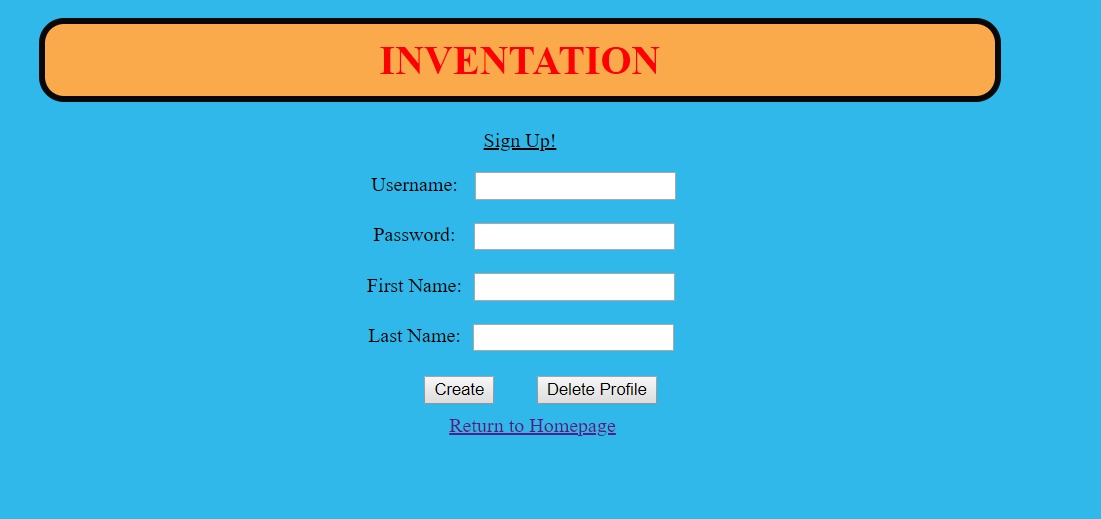 INVENTATION
Sign Up!
Username:
Password:
First Name:
Last Name:
Create Delete Profile
Return to Homepage